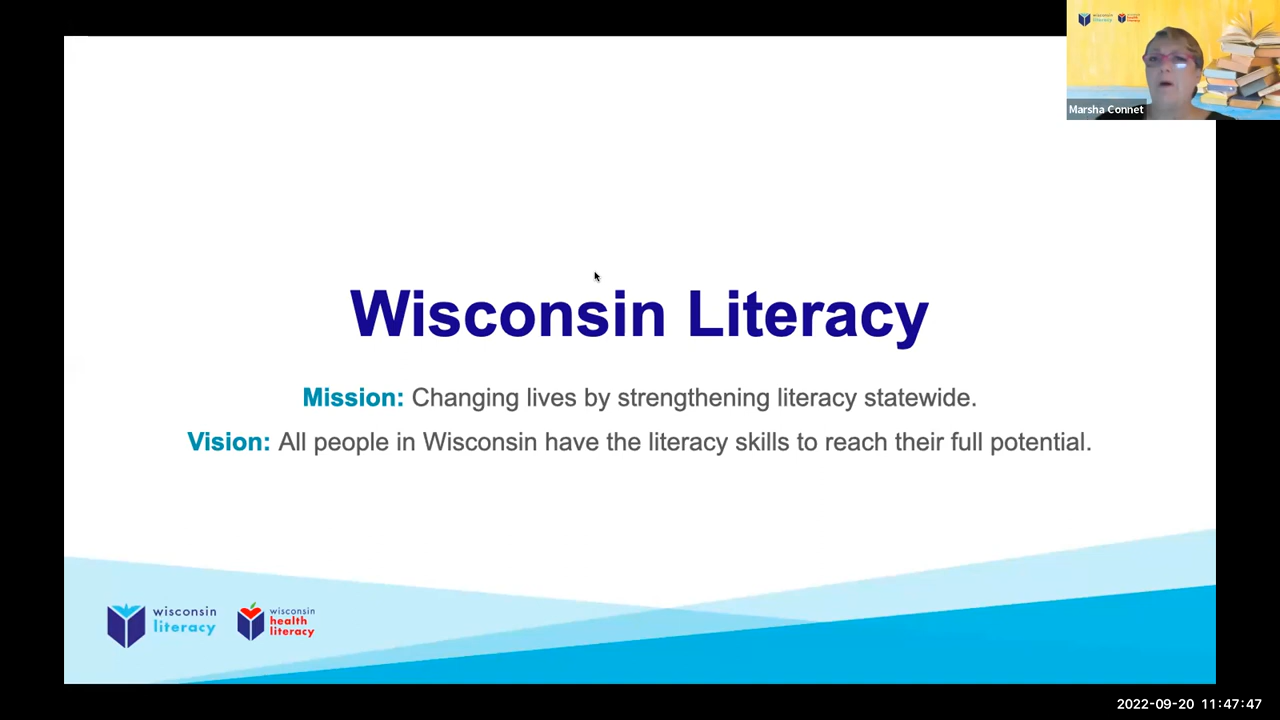 Marsha Connet
Wisconsin Literacy
Mission: Changing lives by strengthening literacy statewide.
Vision: All people in Wisconsin have the literacy skills to reach their full potential.
wisconsin
literacy
wisconsin
health
literacy
2022-09-20 11:47:47